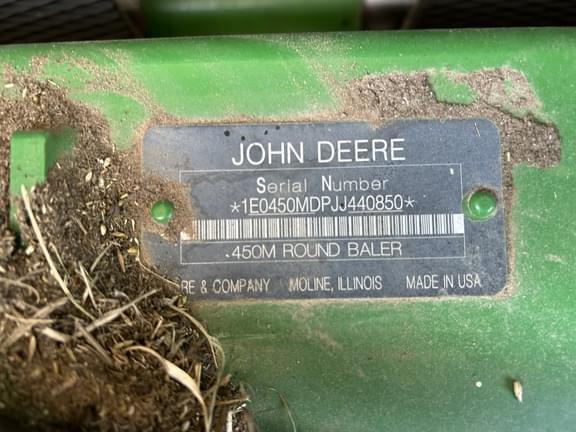 JOHN DEERE
Serial Number
*1E0450MDPJJ440850*
450M ROUND BALER
RE & COMPANY MOLINE, ILLINOIS MADE IN USA